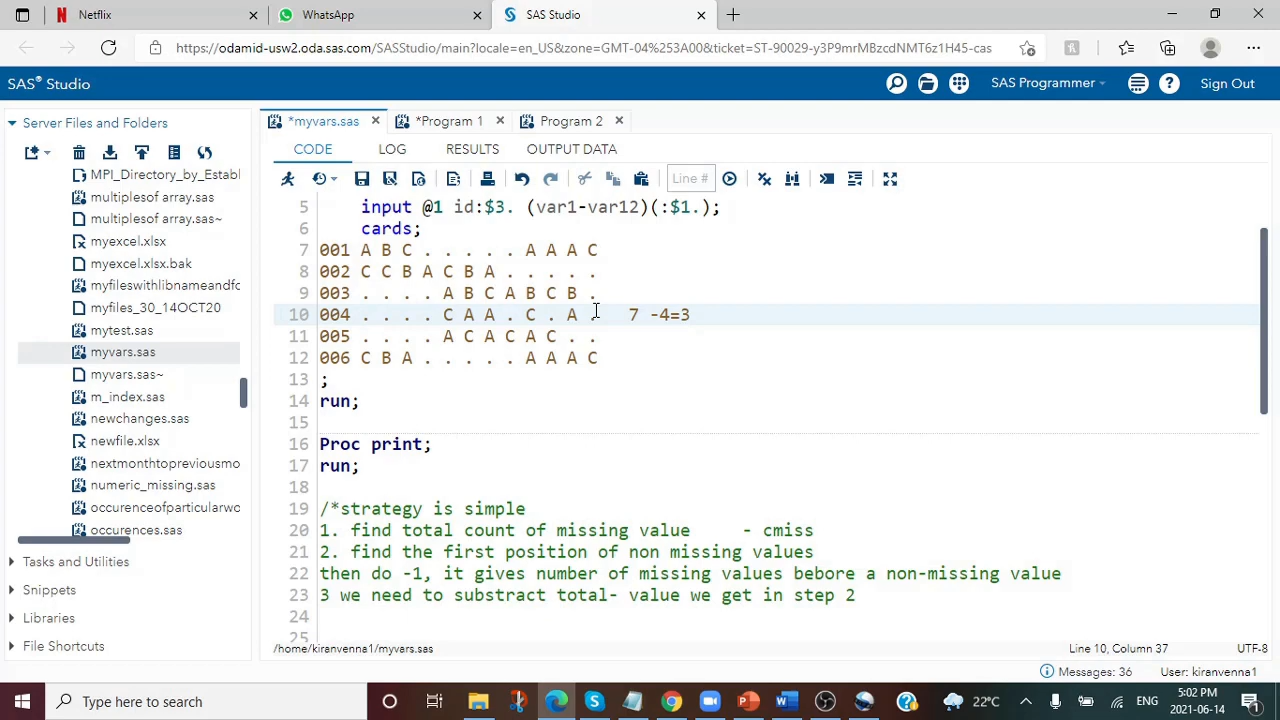 Netflix
WhatsApp
SAS Studio
https://odamid-usw2.oda.sas.com/SASStudio/main?locale=en_US&zone=GMT-04%253A00&ticket=ST-90029-y3P9mrMBzcdNMT6z1H45-cas
SAS® Studio
SAS Programmer
Sign Out
Server Files and Folders
MPI_Directory_by_Establ
multiplesof array.sas
multiplesof array.sas~
myexcel.xlsx
myexcel.xlsx.bak
myfileswithlibnameandfo
myfiles_30_14OCT20
mytest.sas
myvars.sas
myvars.sas~
m_index.sas
newchanges.sas
newfile.xlsx
nextmonthtopreviousmo
numeric_missing.sas
occurenceofparticularwo
occurences.sas
Tasks and Utilities
Snippets
Libraries
File Shortcuts
*myvars.sas
*Program 1
Program 2
CODE LOG RESULTS OUTPUT DATA
Line #
5 input @1 id:$3. (var1-var12)(:$1.);
6 cards;
7 001 A B C . . . . . A A A C
8 002 C C B A C B A . . . . .
9 003 . . . . A B C A B C B .
10 004 . . . . C A A . C . A . 7 -4=3
11 005 . . . . A C A C A C . .
12 006 C B A . . . . . A A A C
13 ;
14 run;
15
16 Proc print;
17 run;
18
19 /*strategy is simple
20 1. find total count of missing value - cmiss
21 2. find the first position of non missing values
22 then do -1, it gives number of missing values bebore a non-missing value
23 3 we need to substract total- value we get in step 2
24
25
/home/kiranvenna1/myvars.sas
Line 10, Column 37
UTF-8
Messages: 36
User: kiranvenna1
Type here to search
22°C
ENG
5:02 PM
2021-06-14